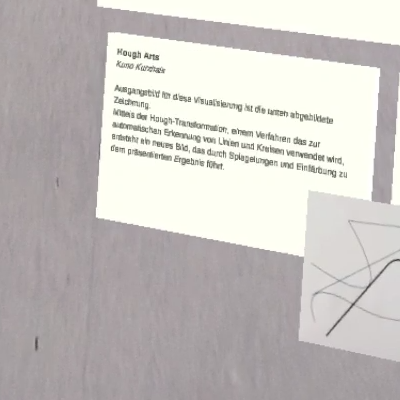 Hough Arts
Kuno Kurzhals
Ausgangsbild für diese Visualisierung ist die unten abgebildete
Zeichnung.
Mittels der Hough-Transformation, einem Verfahren das zur
automatischen Erkennung von Linien und Kreisen verwendet wird,
entsteht ein neues Bild, das durch Spiegelungen und Einfärbung zu
dem präsentierten Ergebnis führt.